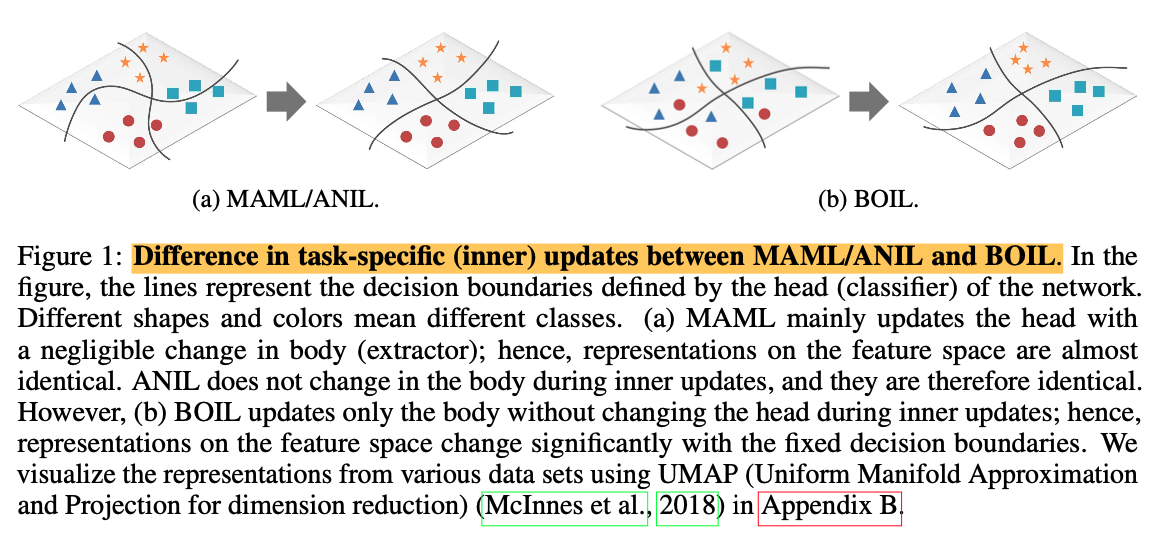 (a) MAML/ANIL.
(b) BOIL.
Figure 1: Difference in task-specific (inner) updates between MAML/ANIL and BOIL. In the
figure, the lines represent the decision boundaries defined by the head (classifier) of the network.
Different shapes and colors mean different classes. (a) MAML mainly updates the head with
a negligible change in body (extractor); hence, representations on the feature space are almost
identical. ANIL does not change in the body during inner updates, and they are therefore identical.
However, (b) BOIL updates only the body without changing the head during inner updates; hence,
representations on the feature space change significantly with the fixed decision boundaries. We
visualize the representations from various data sets using UMAP (Uniform Manifold Approximation
and Projection for dimension reduction) (McInnes et al., 2018) in Appendix B.